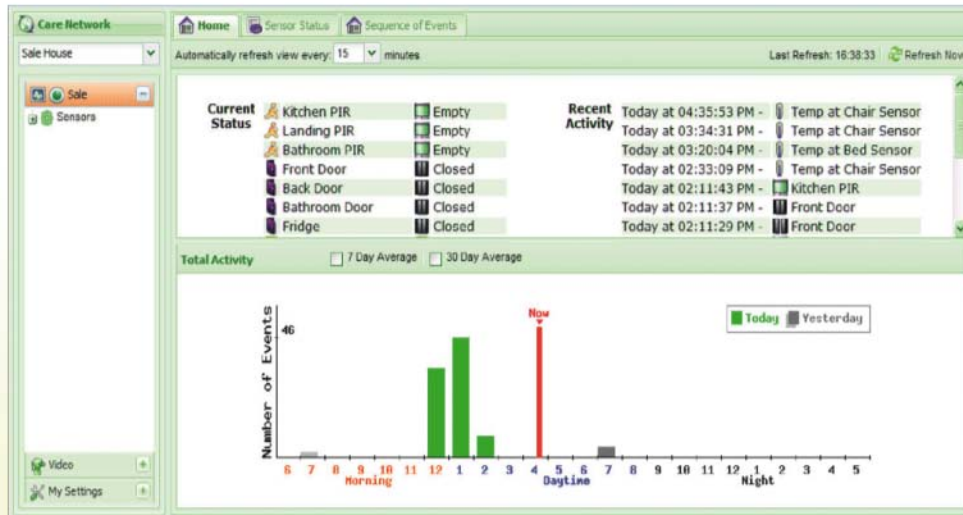 Care Network
Home
Sensor Status
Sequence of Events
Sale House
Automatically refresh view every: 15 minutes
Last Refresh: 16:38:33
Refresh Now
Sale
Sensors
Current Status
Kitchen PIR Empty
Landing PIR Empty
Bathroom PIR Empty
Front Door Closed
Back Door Closed
Bathroom Door Closed
Fridge Closed
Recent Activity
Today at 04:35:53 PM - Temp at Chair Sensor
Today at 03:34:31 PM - Temp at Chair Sensor
Today at 03:20:04 PM - Temp at Bed Sensor
Today at 02:33:09 PM - Temp at Chair Sensor
Today at 02:11:43 PM - Kitchen PIR
Today at 02:11:37 PM - Front Door
Today at 02:11:29 PM - Front Door
Total Activity
7 Day Average
30 Day Average
Number of Events
46
Now
Today
Yesterday
6 7 8 9 10 11 12 1 2 3 4 5 6 7 8 9 10 11 12 1 2 3 4 5
Morning Daytime Night
Video
My Settings